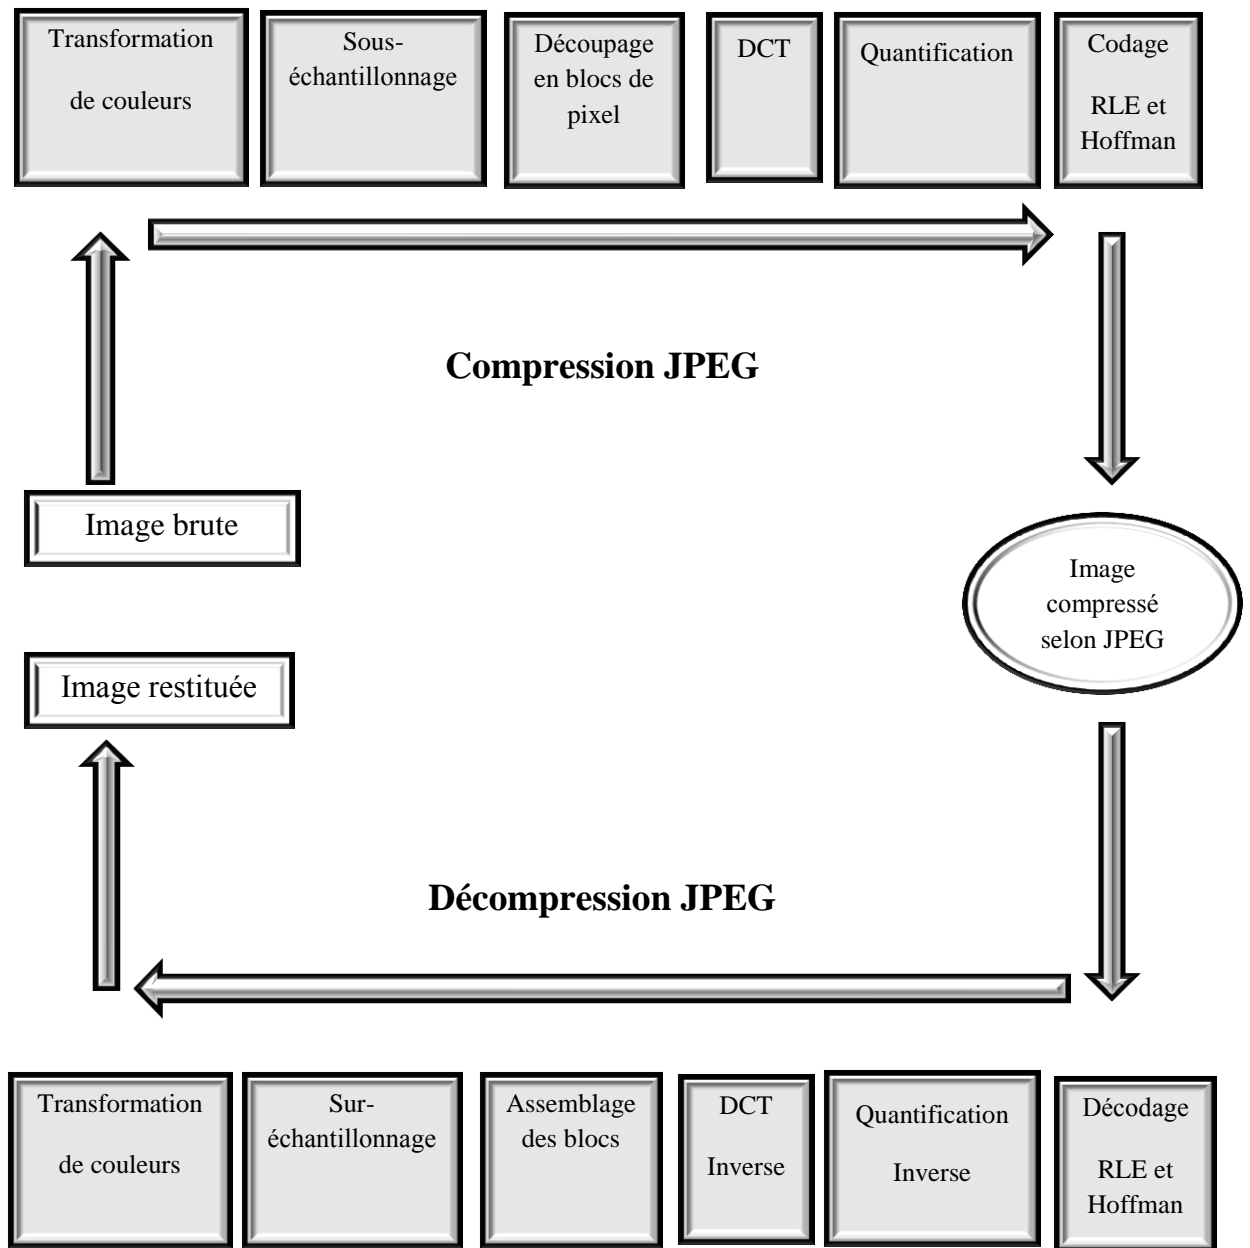 Transformation
de couleurs
Sous-
échantillonnage
Découpage
en blocs de
pixel
DCT
Quantification
Codage
RLE et
Hoffman
Compression JPEG
Image brute
Image
compressé
selon JPEG
Image restituée
Décompression JPEG
Transformation
de couleurs
Sur-
échantillonnage
Assemblage
des blocs
DCT
Inverse
Quantification
Inverse
Décodage
RLE et
Hoffman